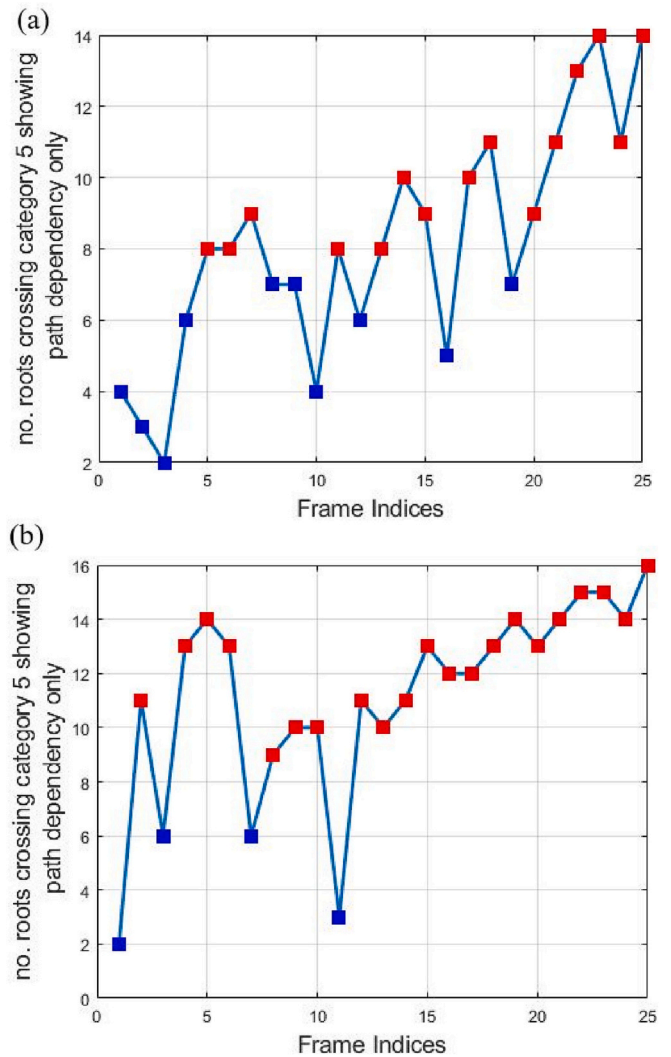 (a)
no. roots crossing category 5 showing
path dependency only
14
12
10
8
6
4
2
0 5 10 15 20 25
Frame Indices
(b)
no. roots crossing category 5 showing
path dependency only
16
14
12
10
8
6
4
2
0
0 5 10 15 20 25
Frame Indices